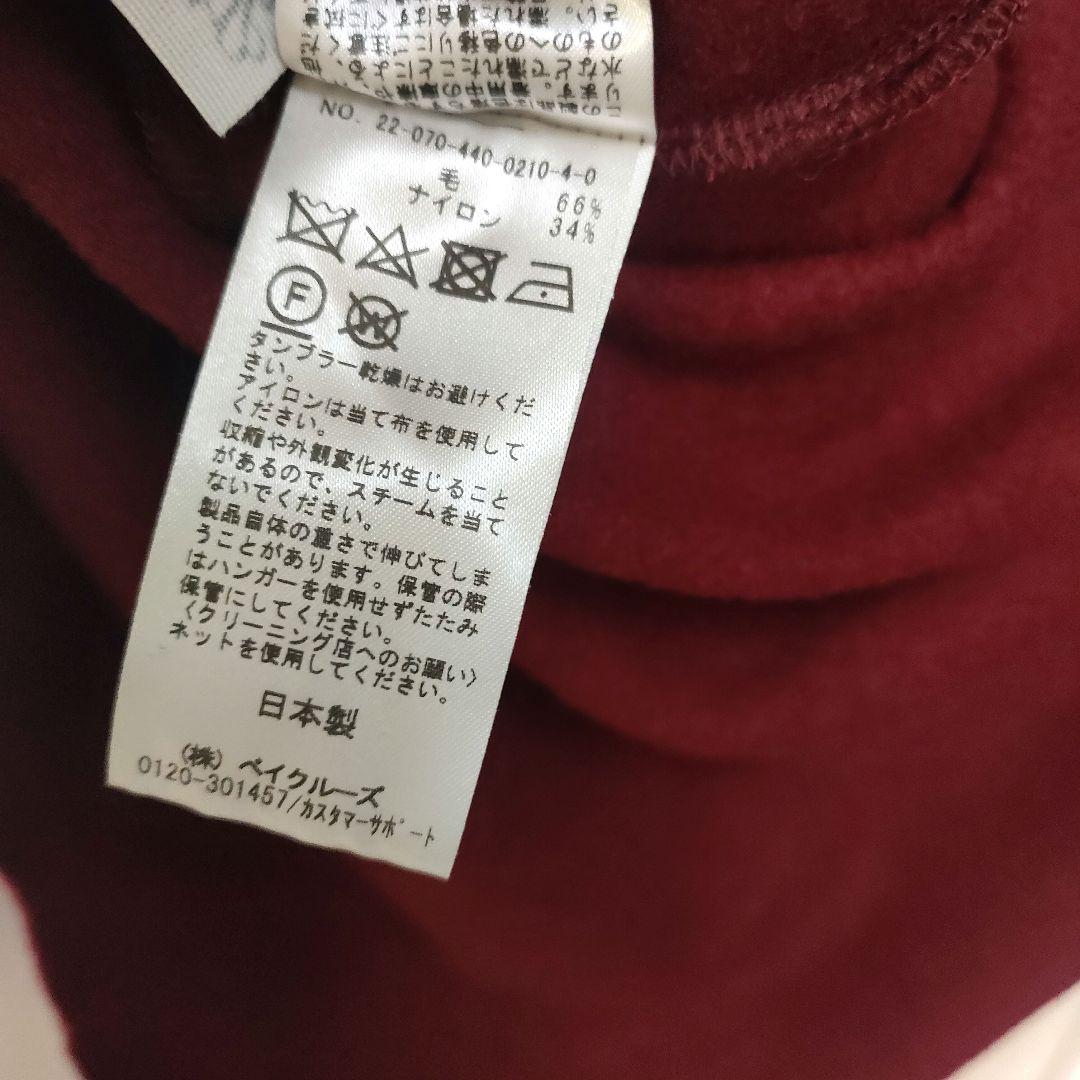 NO. 22-070-440-0210-4-0
毛 66%
ナイロン 34%
F
W
タンブラー乾燥はお避けくだ
さい。
アイロンは当て布を使用して
ください。
収縮や外観変化が生じること
があるので、スチームを当て
ないでください。
製品自体の重さで伸びてしま
うことがあります。保管の際
はハンガーを使用せずたたみ
保管にしてください。
〈クリーニング店へのお願い〉
ネットを使用してください。
日本製
(株) ベイクルーズ
0120-301457/カスタマーサポート